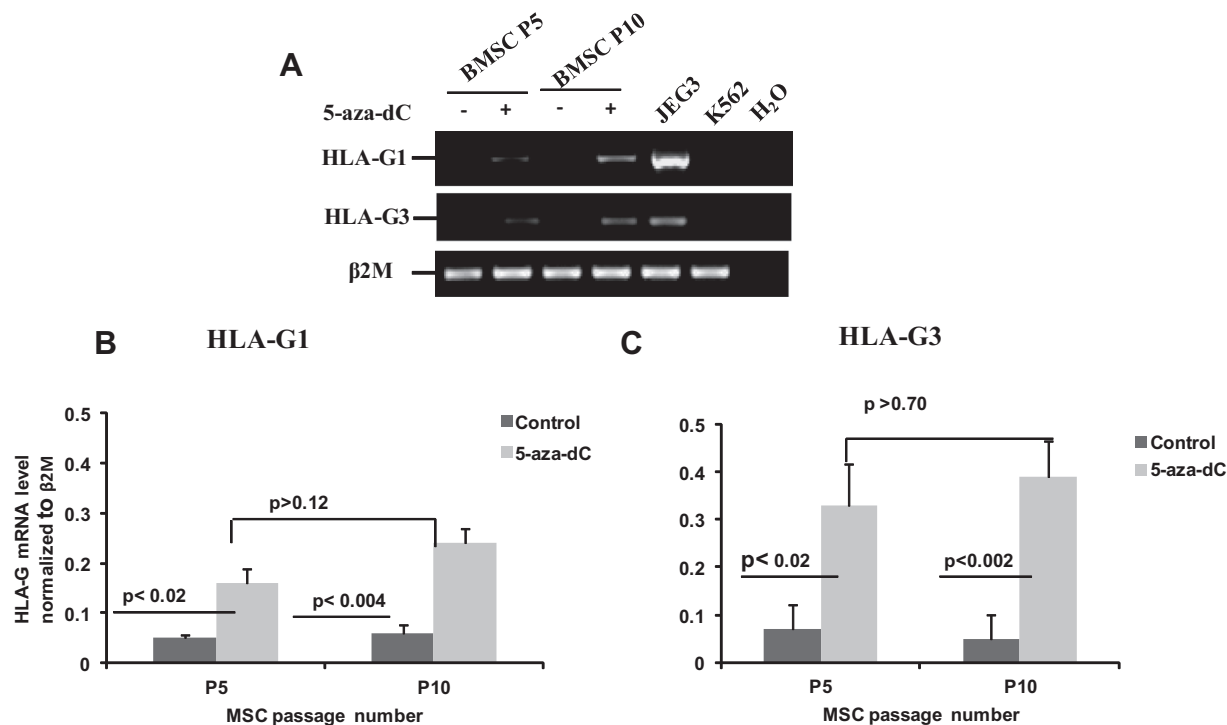 A
BMSC P5
BMSC P10
5-aza-dC - + - + JEG3 K562 H₂O
HLA-G1
HLA-G3
β2M
B HLA-G1
HLA-G mRNA level
normalized to β2M
0.5
0.4
0.3
0.2
0.1
0
Control
5-aza-dC
p>0.12
p< 0.02
p< 0.004
P5 P10
MSC passage number
C HLA-G3
p >0.70
0.5
0.4
0.3
0.2
0.1
0
Control
5-aza-dC
p< 0.02
p<0.002
P5 P10
MSC passage number